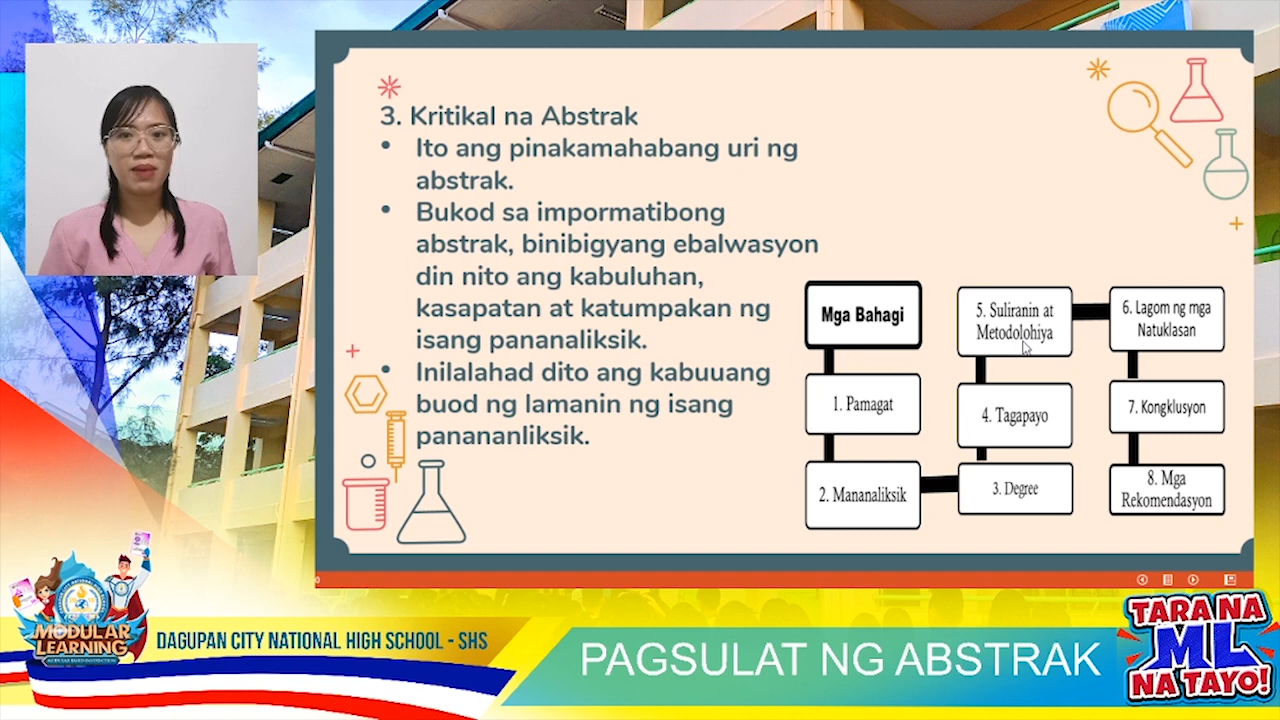 3. Kritikal na Abstrak
• Ito ang pinakamahabang uri ng
abstrak.
• Bukod sa impormatibong
abstrak, binibigyang ebalwasyon
din nito ang kabuluhan,
kasapatan at katumpakan ng
isang pananaliksik.
• Inilalahad dito ang kabuuang
buod ng lamanin ng isang
panananliksik.
Mga Bahagi
1. Pamagat
2. Mananaliksik
3. Degree
4. Tagapayo
5. Suliranin at
Metodolohiya
6. Lagom ng mga
Natuklasan
7. Kongklusyon
8. Mga
Rekomendasyon
MODULAR
LEARNING
DAGUPAN CITY NATIONAL HIGH SCHOOL - SHS
PAGSULAT NG ABSTRAK
TARA NA
ML
NA TAYO!